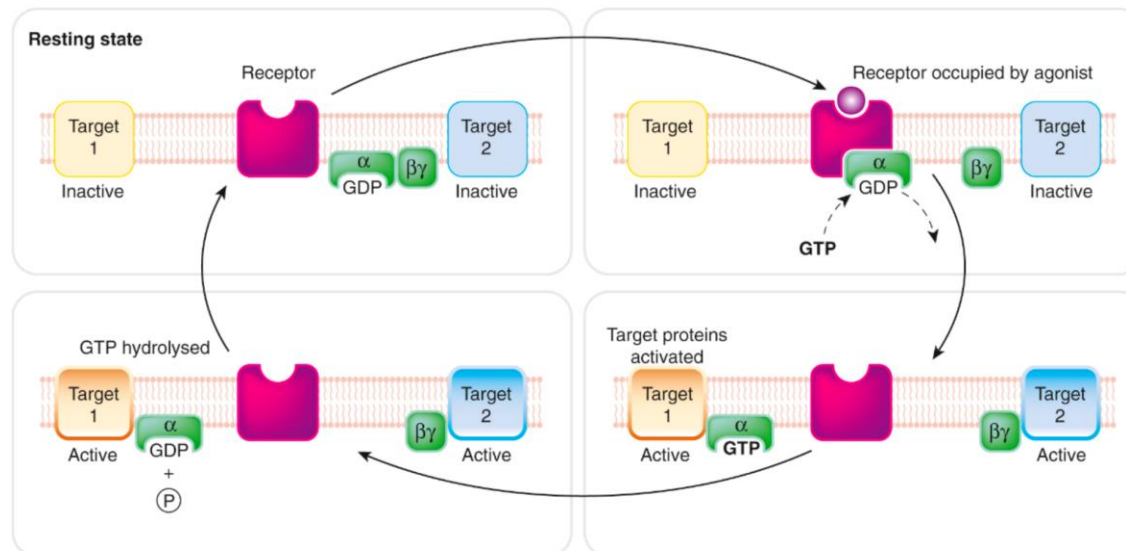 Resting state
Receptor
Target
1
Inactive
α
GDP
βγ
Target
2
Inactive
Receptor occupied by agonist
Target
1
Inactive
α
GDP
βγ
Target
2
Inactive
GTP
GTP hydrolysed
Target
1
Active
α
GDP
+
P
βγ
Target
2
Active
Target proteins
activated
Target
1
Active
α
GTP
βγ
Target
2
Active